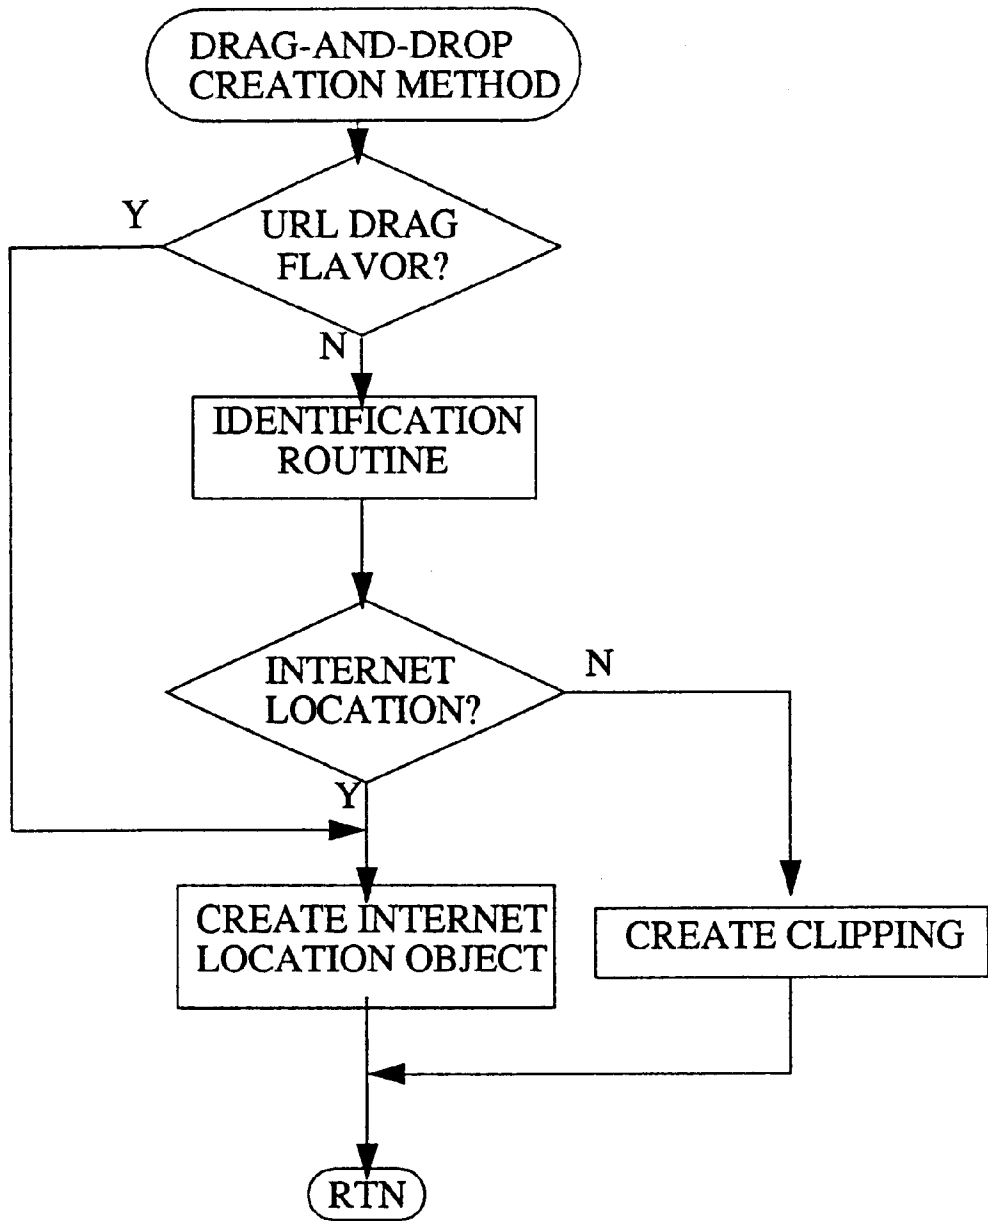 DRAG-AND-DROP
CREATION METHOD
Y
URL DRAG
FLAVOR?
N
IDENTIFICATION
ROUTINE
INTERNET
LOCATION?
N
Y
CREATE INTERNET
LOCATION OBJECT
CREATE CLIPPING
RTN